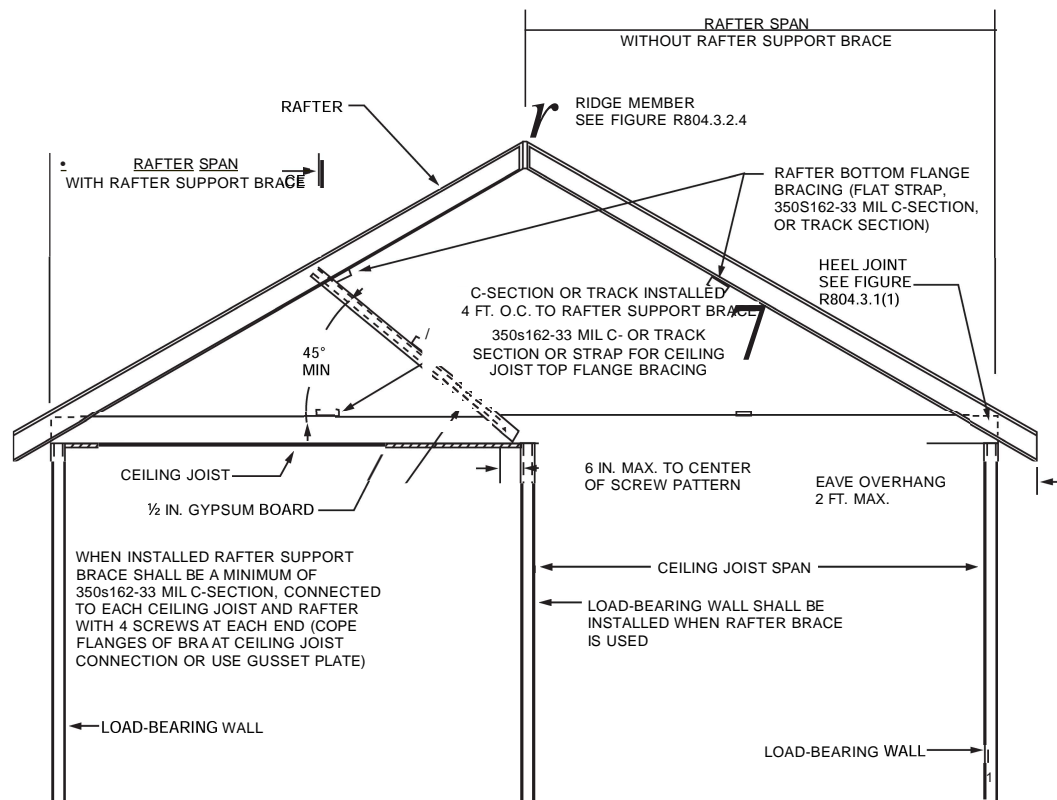 RAFTER SPAN
WITHOUT RAFTER SUPPORT BRACE
RAFTER
RIDGE MEMBER
SEE FIGURE R804.3.2.4
RAFTER SPAN
WITH RAFTER SUPPORT BRACE
RAFTER BOTTOM FLANGE
BRACING (FLAT STRAP,
350S162-33 MIL C-SECTION,
OR TRACK SECTION)
HEEL JOINT
SEE FIGURE
R804.3.1(1)
C-SECTION OR TRACK INSTALLED
4 FT. O.C. TO RAFTER SUPPORT BRACE
350s162-33 MIL C- OR TRACK
SECTION OR STRAP FOR CEILING
JOIST TOP FLANGE BRACING
45°
MIN
CEILING JOIST
½ IN. GYPSUM BOARD
6 IN. MAX. TO CENTER
OF SCREW PATTERN
EAVE OVERHANG
2 FT. MAX.
WHEN INSTALLED RAFTER SUPPORT
BRACE SHALL BE A MINIMUM OF
350s162-33 MIL C-SECTION, CONNECTED
TO EACH CEILING JOIST AND RAFTER
WITH 4 SCREWS AT EACH END (COPE
FLANGES OF BRA AT CEILING JOIST
CONNECTION OR USE GUSSET PLATE)
CEILING JOIST SPAN
LOAD-BEARING WALL SHALL BE
INSTALLED WHEN RAFTER BRACE
IS USED
LOAD-BEARING WALL
LOAD-BEARING WALL